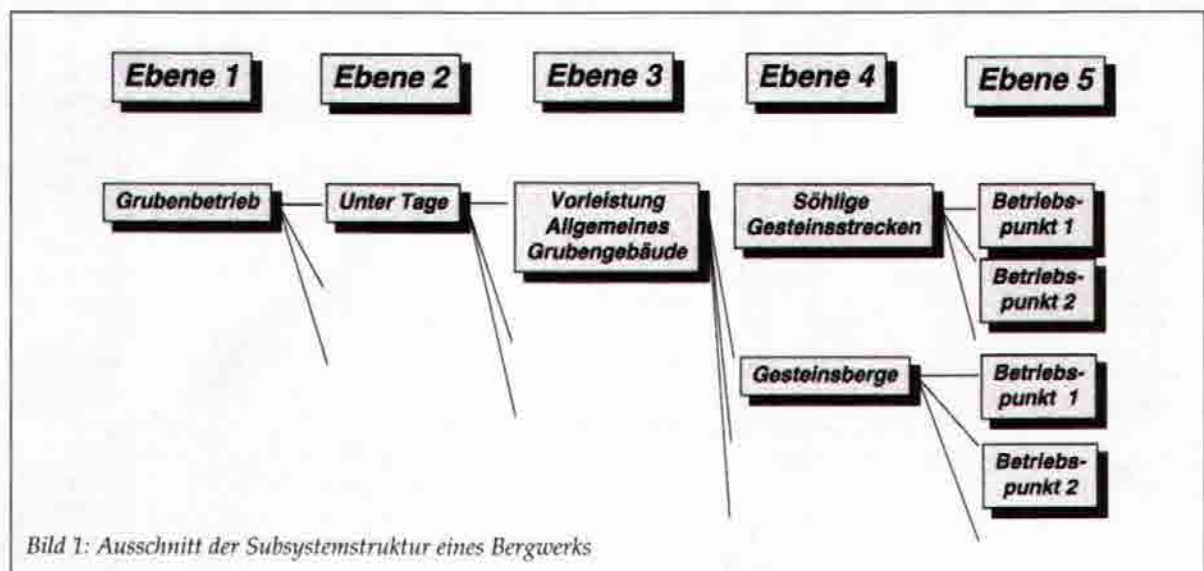 Ebene 1
Ebene 2
Ebene 3
Ebene 4
Ebene 5
Grubenbetrieb
Unter Tage
Vorleistung
Allgemeines
Grubengebäude
Söhlige
Gesteinsstrecken
Betriebs-
punkt 1
Betriebs-
punkt 2
Gesteinsberge
Betriebs-
punkt 1
Betriebs-
punkt 2
Bild 1: Ausschnitt der Subsystemstruktur eines Bergwerks